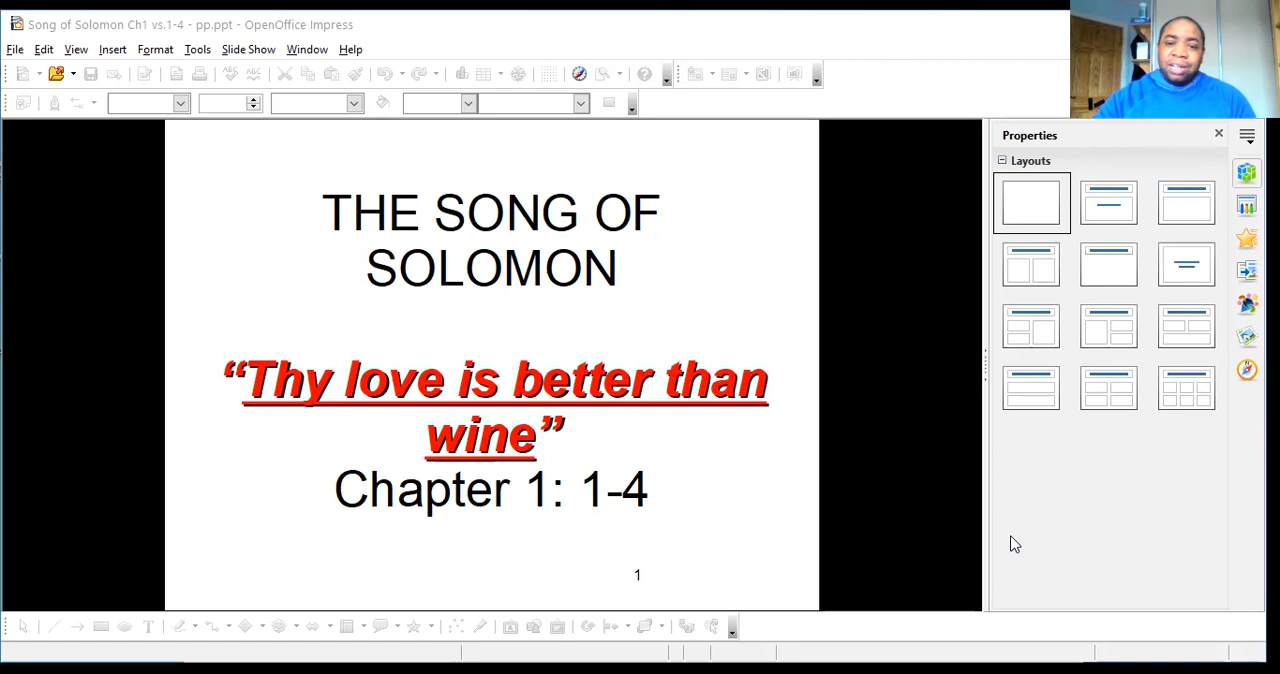 Song of Solomon Ch1 vs.1-4 - pp.ppt - OpenOffice Impress
File Edit View Insert Format Tools Slide Show Window Help
Properties
Layouts
THE SONG OF
SOLOMON
“Thy love is better than
wine”
Chapter 1: 1-4
1